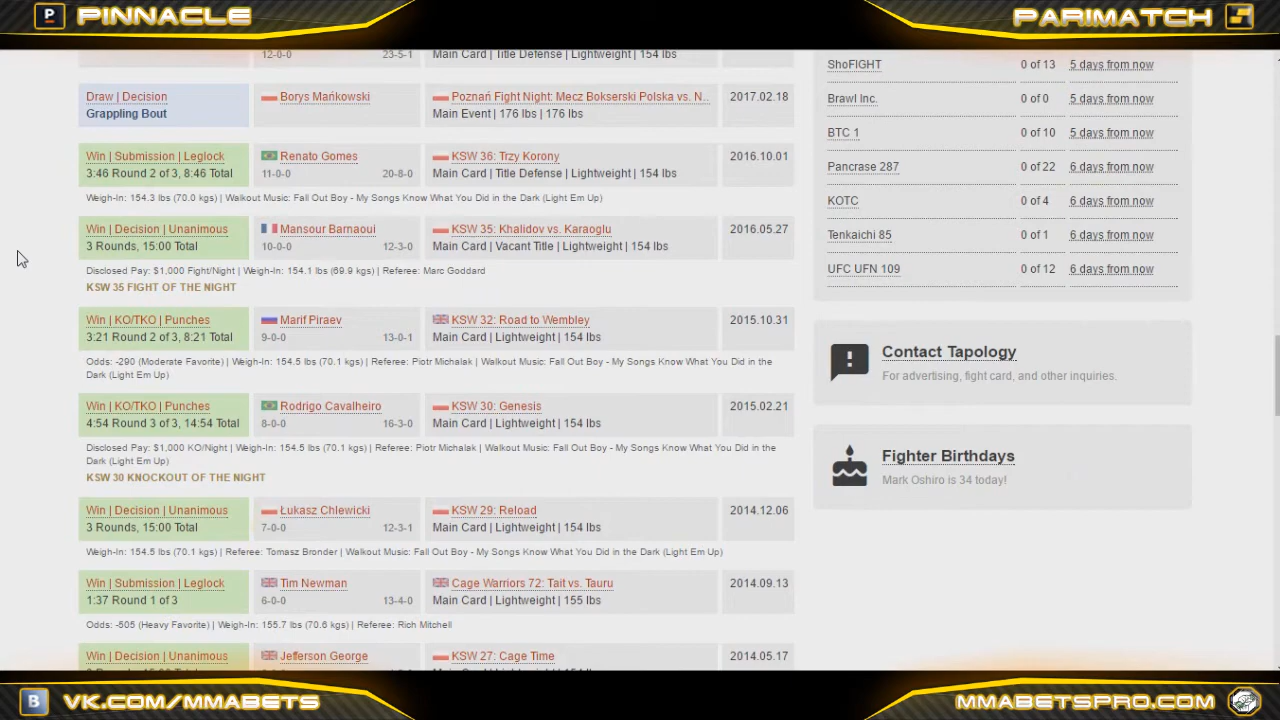 P PINNACLE
PARIMATCH
12-0-0 23-5-1 Main Card | Title Defense | Lightweight | 154 lbs
Draw | Decision Borys Mańkowski Poznań Fight Night: Mecz Bokserski Polska vs. N.. 2017.02.18
Grappling Bout Main Event | 176 lbs | 176 lbs
Win | Submission | Leglock Renato Gomes KSW 36: Trzy Korony 2016.10.01
3:46 Round 2 of 3, 8:46 Total 11-0-0 20-8-0 Main Card | Title Defense | Lightweight | 154 lbs
Weigh-In: 154.3 lbs (70.0 kgs) | Walkout Music: Fall Out Boy - My Songs Know What You Did in the Dark (Light Em Up)
Win | Decision | Unanimous Mansour Barnaoui KSW 35: Khalidov vs. Karaoglu 2016.05.27
3 Rounds, 15:00 Total 10-0-0 12-3-0 Main Card | Vacant Title | Lightweight | 154 lbs
Disclosed Pay: $1,000 Fight/Night | Weigh-In: 154.1 lbs (69.9 kgs) | Referee: Marc Goddard
KSW 35 FIGHT OF THE NIGHT
Win | KO/TKO | Punches Marif Piraev KSW 32: Road to Wembley 2015.10.31
3:21 Round 2 of 3, 8:21 Total 9-0-0 13-0-1 Main Card | Lightweight | 154 lbs
Odds: -290 (Moderate Favorite) | Weigh-In: 154.5 lbs (70.1 kgs) | Referee: Piotr Michalak | Walkout Music: Fall Out Boy - My Songs Know What You Did in the
Dark (Light Em Up)
Win | KO/TKO | Punches Rodrigo Cavalheiro KSW 30: Genesis 2015.02.21
4:54 Round 3 of 3, 14:54 Total 8-0-0 16-3-0 Main Card | Lightweight | 154 lbs
Disclosed Pay: $1,000 KO/Night | Weigh-In: 154.5 lbs (70.1 kgs) | Referee: Piotr Michalak | Walkout Music: Fall Out Boy - My Songs Know What You Did in the
Dark (Light Em Up)
KSW 30 KNOCKOUT OF THE NIGHT
Win | Decision | Unanimous Łukasz Chlewicki KSW 29: Reload 2014.12.06
3 Rounds, 15:00 Total 7-0-0 12-3-1 Main Card | Lightweight | 154 lbs
Weigh-In: 154.5 lbs (70.1 kgs) | Referee: Tomasz Bronder | Walkout Music: Fall Out Boy - My Songs Know What You Did in the Dark (Light Em Up)
Win | Submission | Leglock Tim Newman Cage Warriors 72: Tait vs. Tauru 2014.09.13
1:37 Round 1 of 3 6-0-0 13-4-0 Main Card | Lightweight | 155 lbs
Odds: -505 (Heavy Favorite) | Weigh-In: 155.7 lbs (70.6 kgs) | Referee: Rich Mitchell
Win | Decision | Unanimous Jefferson George KSW 27: Cage Time 2014.05.17
ShoFIGHT 0 of 13 5 days from now
Brawl Inc. 0 of 0 5 days from now
BTC 1 0 of 10 5 days from now
Pancrase 287 0 of 22 6 days from now
KOTC 0 of 4 6 days from now
Tenkaichi 85 0 of 1 6 days from now
UFC UFN 109 0 of 12 6 days from now
Contact Tapology
For advertising, fight card, and other inquiries.
Fighter Birthdays
Mark Oshiro is 34 today!
B VK.COM/MMABETS
MMABETSPRO.COM